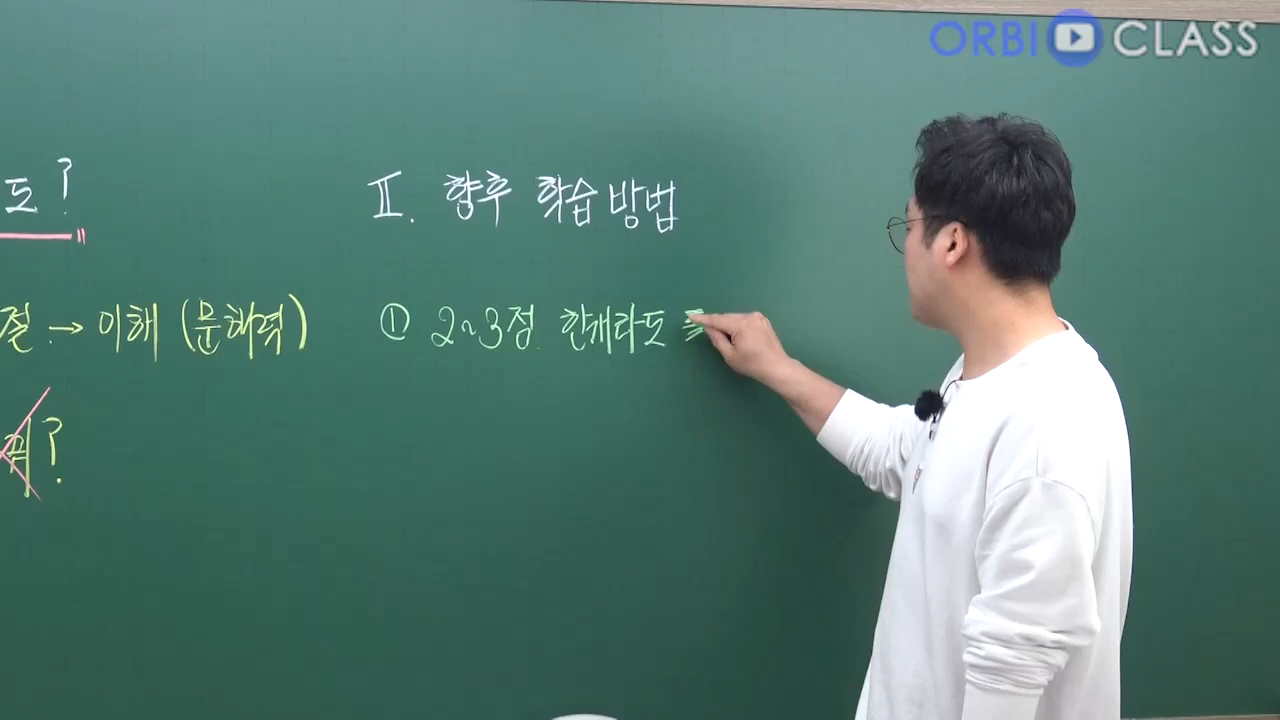 ORBI CLASS
도?
Ⅱ. 향후 학습 방법
절. → 이해 (문해력)
① 2~3점 한개라도
?